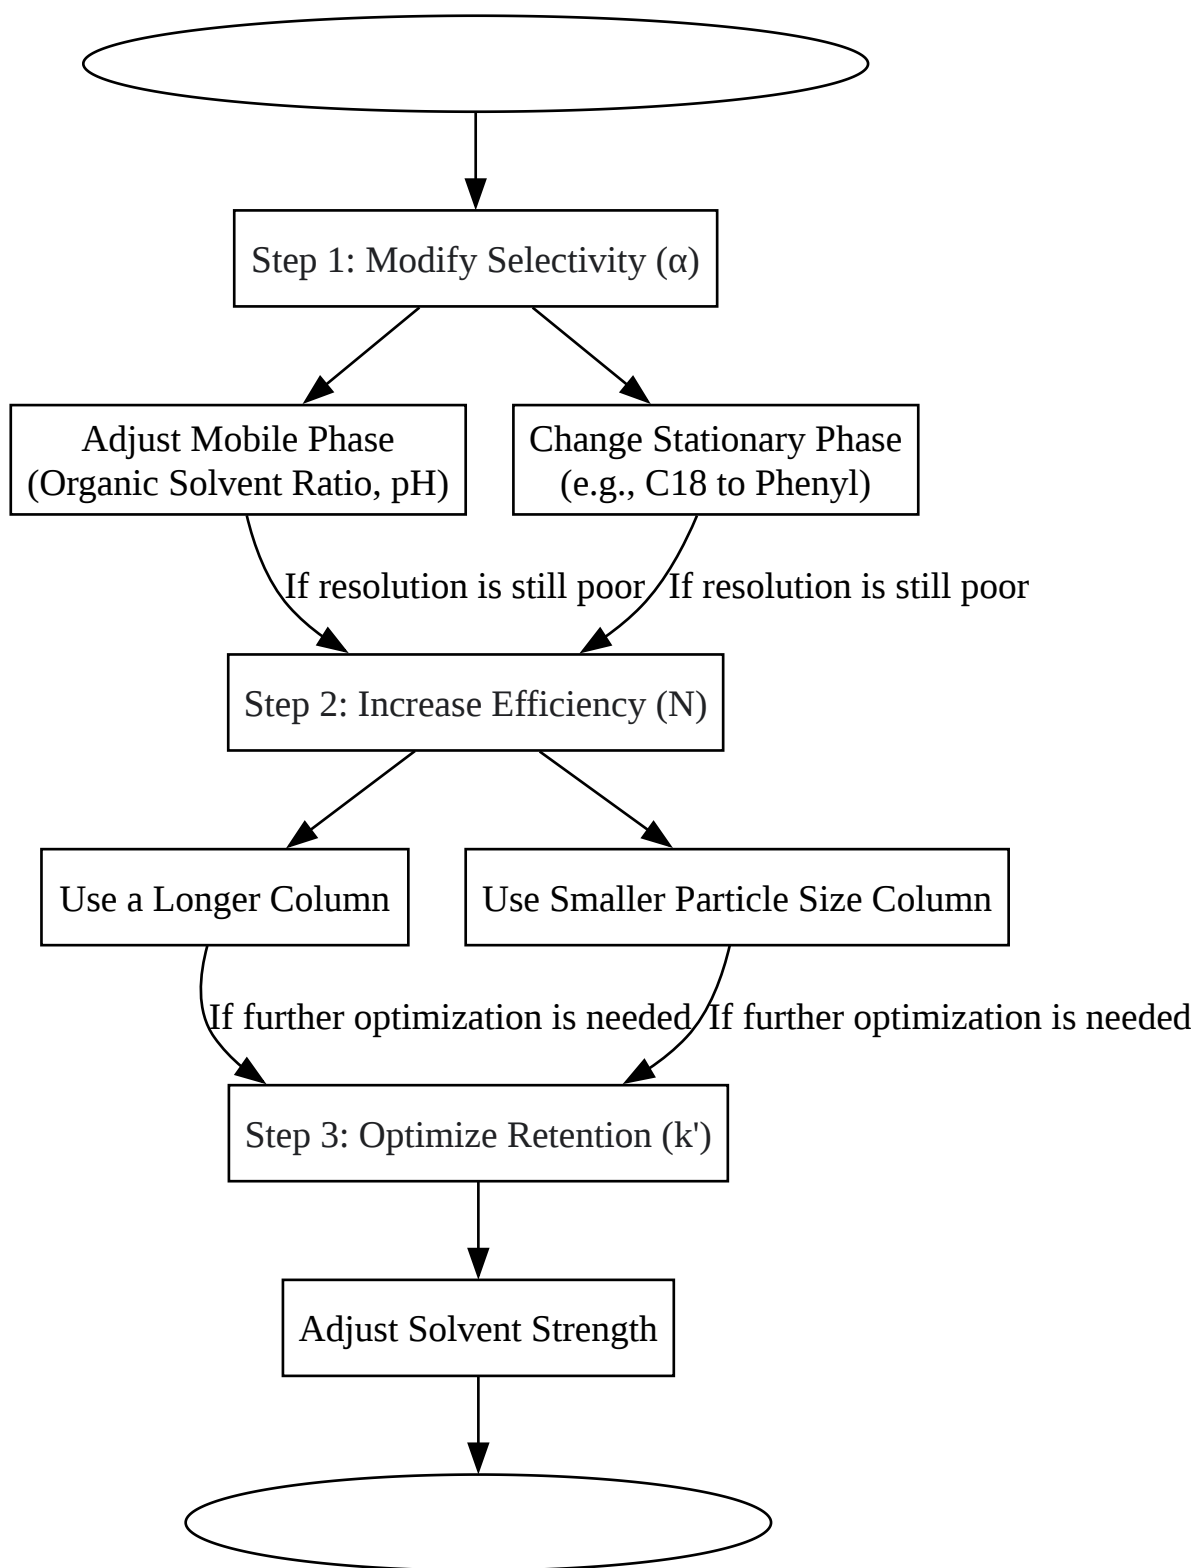 Step 1: Modify Selectivity (α)
Adjust Mobile Phase
(Organic Solvent Ratio, pH)
Change Stationary Phase
(e.g., C18 to Phenyl)
If resolution is still poor
If resolution is still poor
Step 2: Increase Efficiency (N)
Use a Longer Column
Use Smaller Particle Size Column
If further optimization is needed
If further optimization is needed
Step 3: Optimize Retention (k')
Adjust Solvent Strength